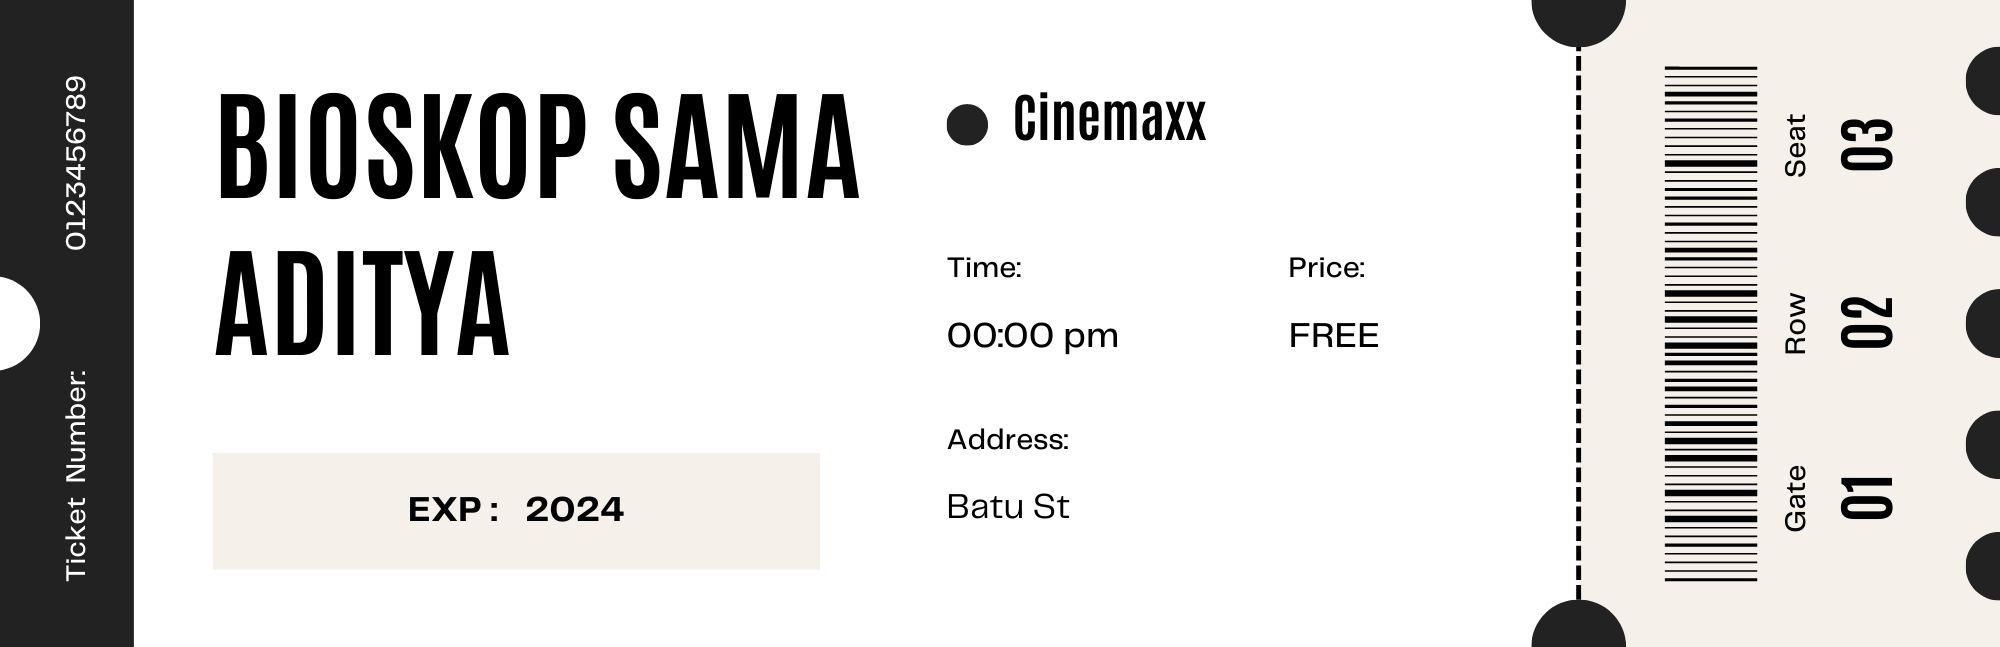 Ticket Number: 0123456789
BIOSKOP SAMA
ADITYA
EXP : 2024
Cinemaxx
Time:
00:00 pm
Price:
FREE
Address:
Batu St
Gate
01
Row
02
Seat
03